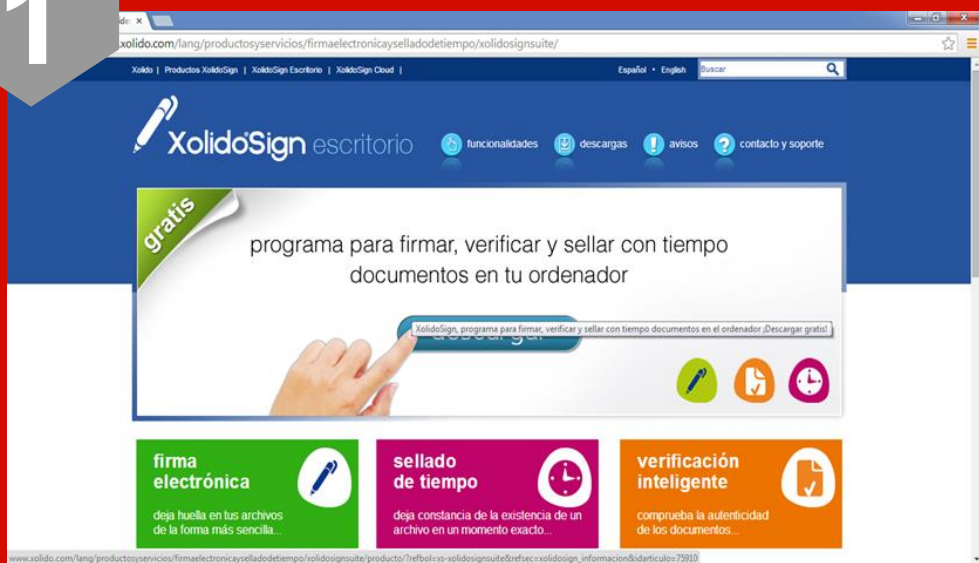 1
xolido.com/lang/productosyservicios/firmaelectronicayselladodetiempo/xolidosignsuite/
Xolido | Productos XolidoSign | XolidoSign Escritorio | XolidoSign Cloud |
Español • English
Buscar
XolidoSign escritorio
funcionalidades
descargas
avisos
contacto y soporte
gratis
programa para firmar, verificar y sellar con tiempo
documentos en tu ordenador
XolidoSign, programa para firmar, verificar y sellar con tiempo documentos en el ordenador ¡Descargar gratis!
descargar
firma
electrónica
deja huella en tus archivos
de la forma más sencilla...
sellado
de tiempo
deja constancia de la existencia de un
archivo en un momento exacto...
verificación
inteligente
comprueba la autenticidad
de los documentos...
www.xolido.com/lang/productosyservicios/firmaelectronicayselladodetiempo/xolidosignsuite/producto/?refbol=xs-xolidosignsuite&refsec=xolidosign_informacion&idarticulo=75910